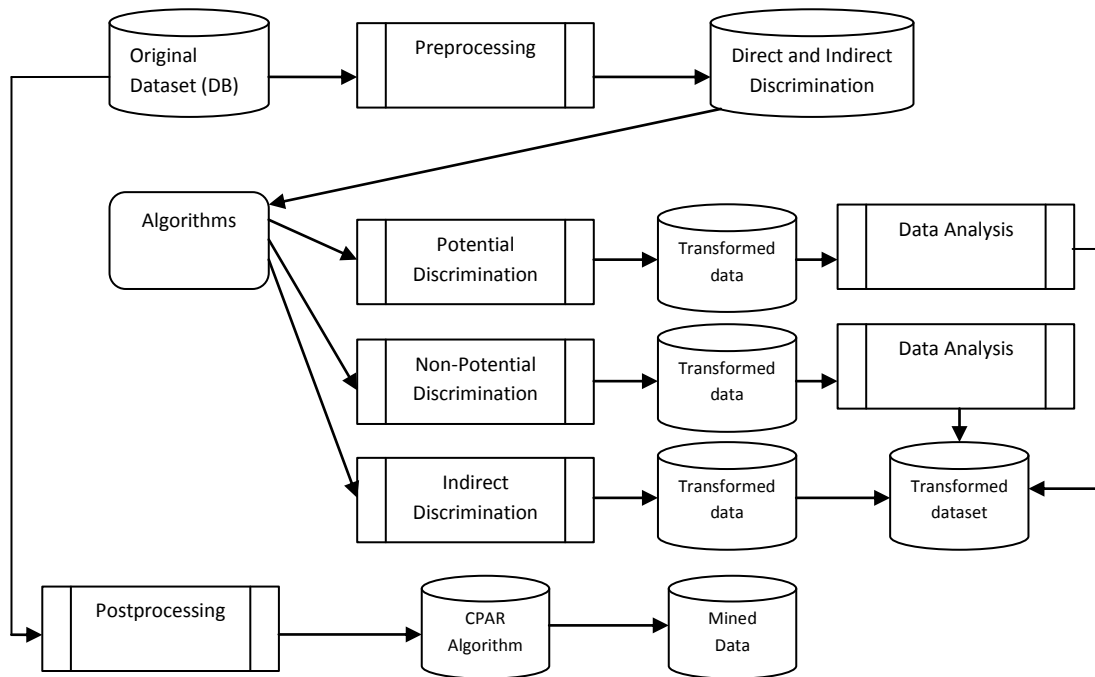 Original
Dataset (DB)
Preprocessing
Direct and Indirect
Discrimination
Algorithms
Potential
Discrimination
Transformed
data
Data Analysis
Non-Potential
Discrimination
Transformed
data
Data Analysis
Indirect
Discrimination
Transformed
data
Transformed
dataset
Postprocessing
CPAR
Algorithm
Mined
Data